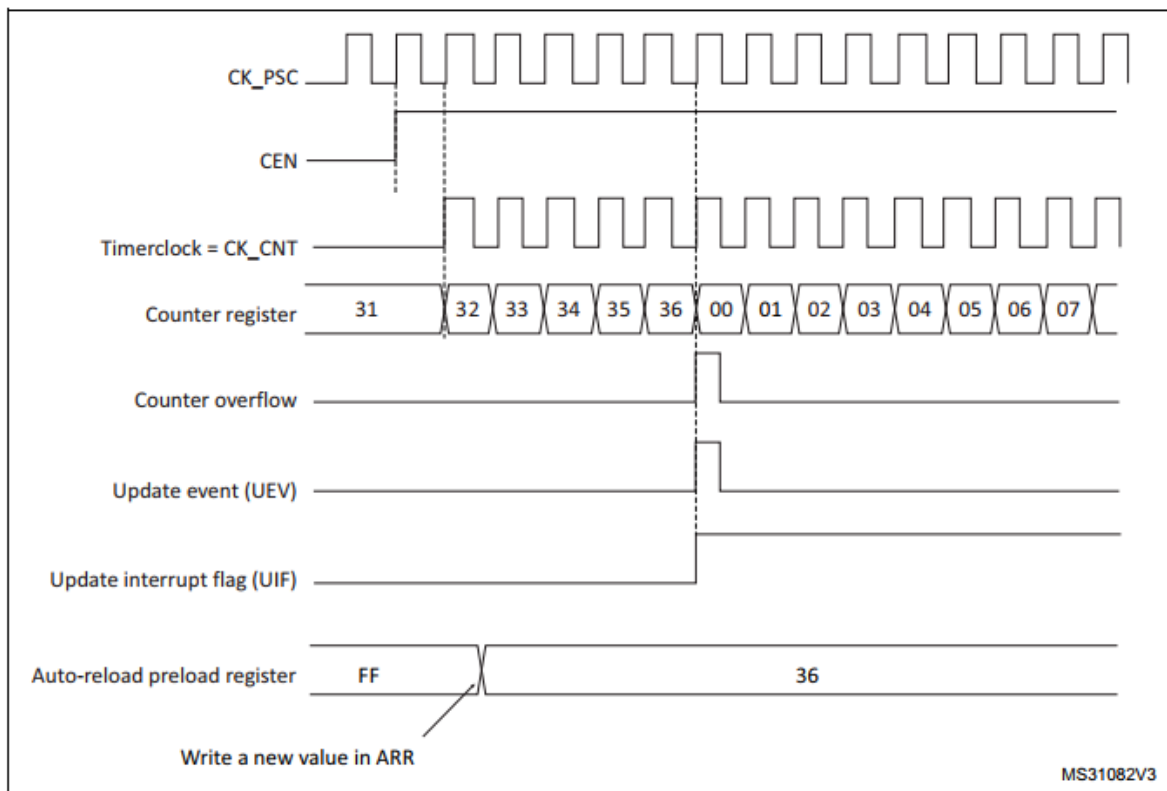 CK_PSC
CEN
Timerclock = CK_CNT
Counter register 31 32 33 34 35 36 00 01 02 03 04 05 06 07
Counter overflow
Update event (UEV)
Update interrupt flag (UIF)
Auto-reload preload register FF 36
Write a new value in ARR
MS31082V3